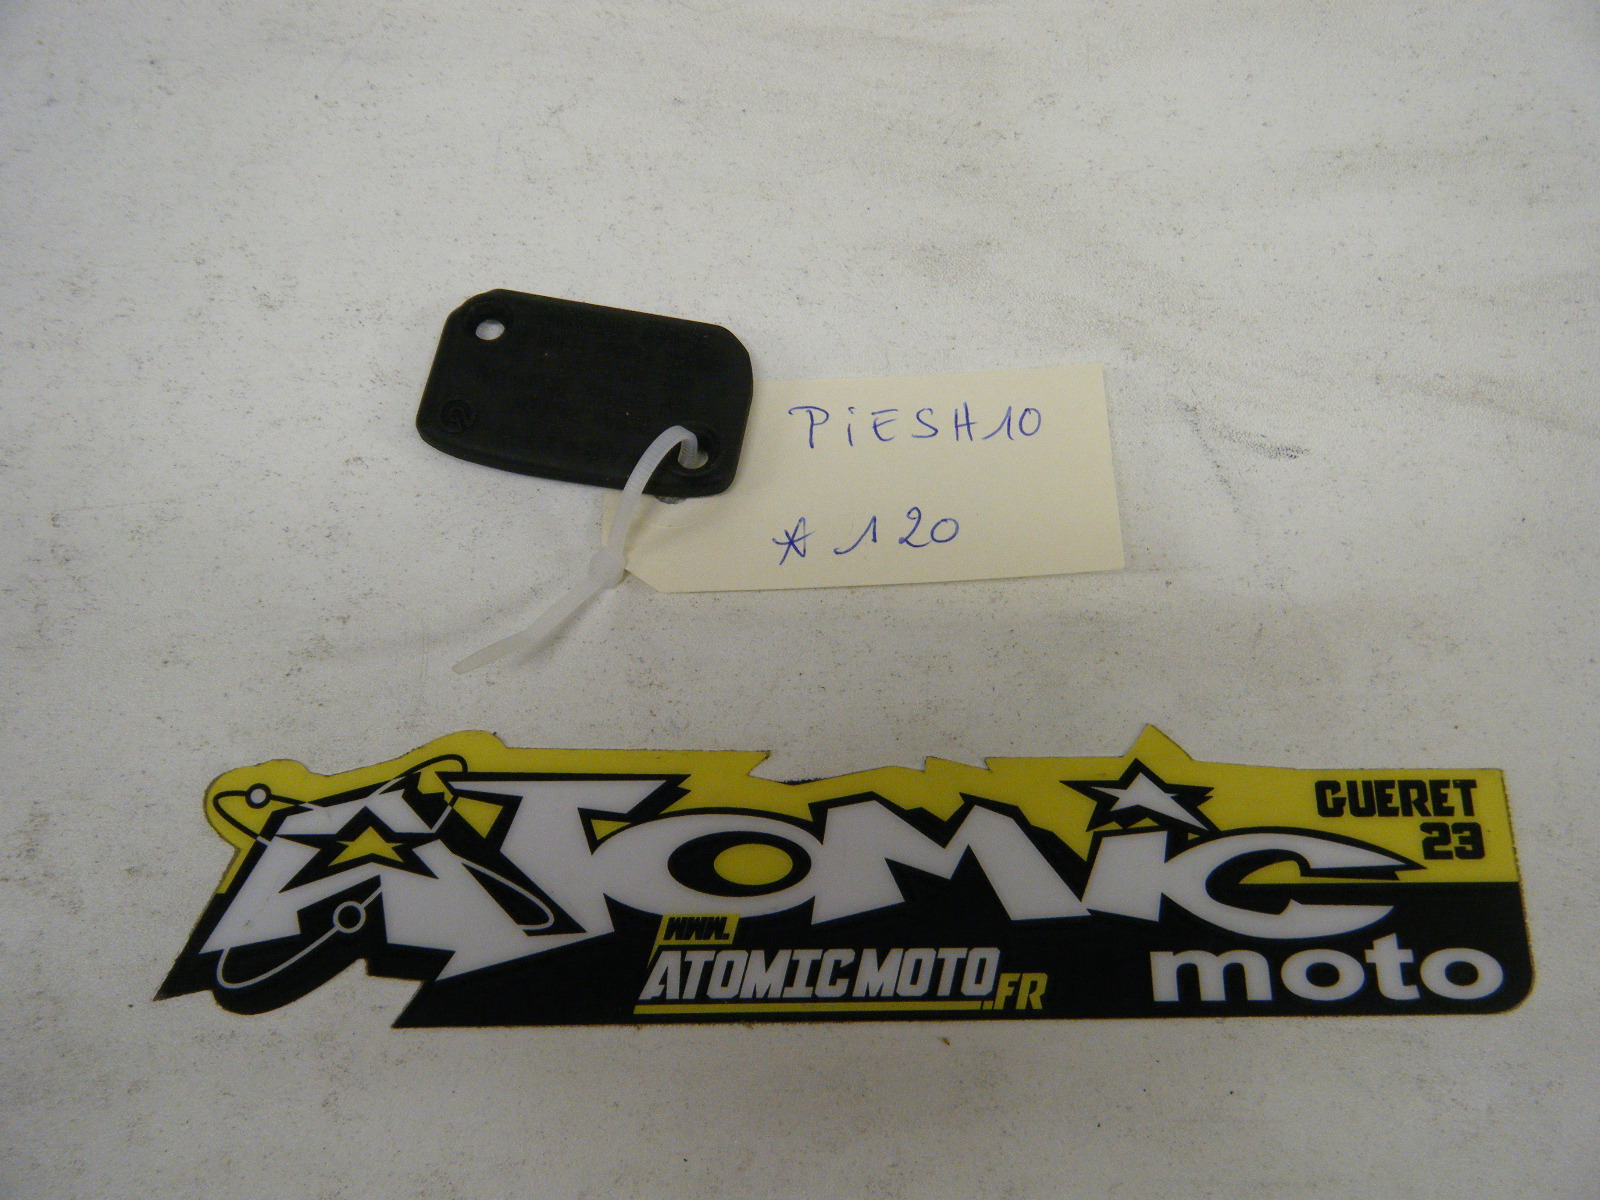 PiESH10
* 120
ATOMiC
moto
GUERET
23
WWW.
ATOMICMOTO.FR